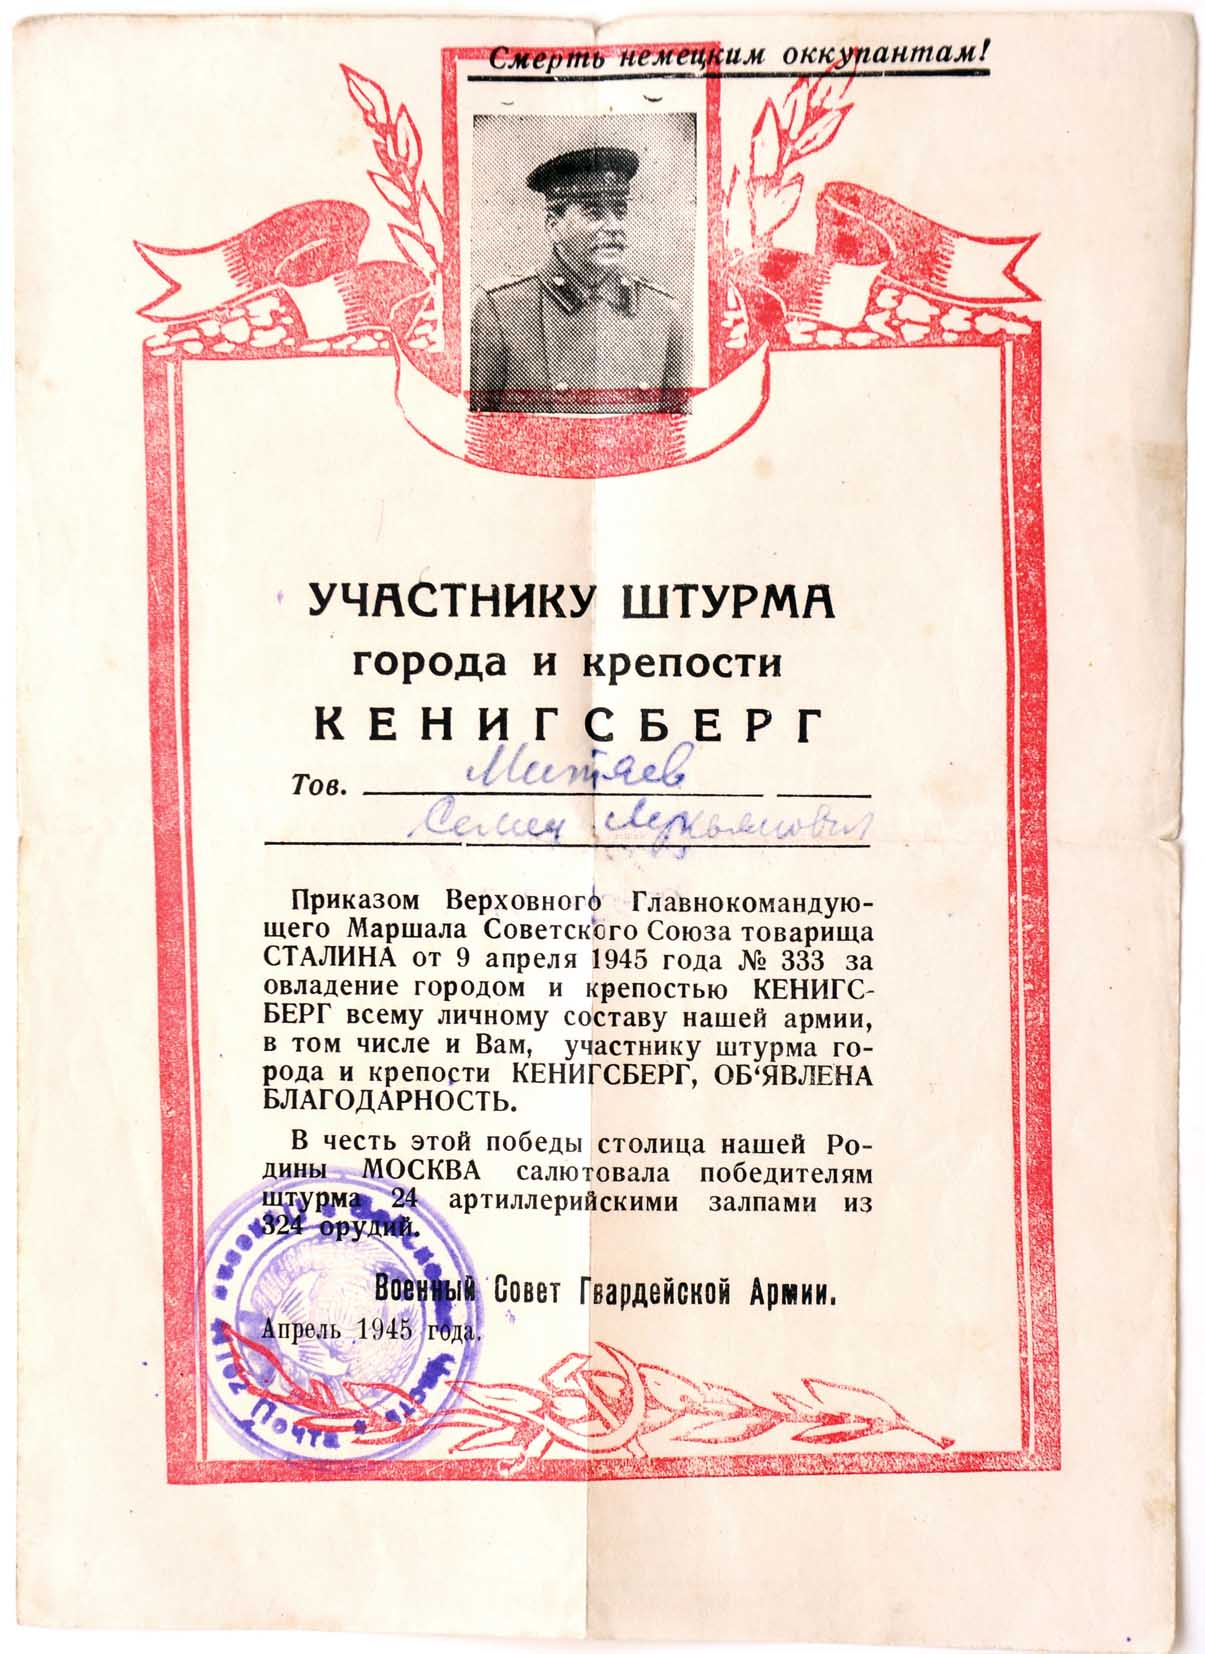 Смерть немецким оккупантам!
УЧАСТНИКУ ШТУРМА
города и крепости
КЕНИГСБЕРГ
Тов. Митяев
Семен Лукьянович
Приказом Верховного Главнокомандую-
щего Маршала Советского Союза товарища
СТАЛИНА от 9 апреля 1945 года № 333 за
овладение городом и крепостью КЕНИГС-
БЕРГ всему личному составу нашей армии,
в том числе и Вам, участнику штурма го-
рода и крепости КЕНИГСБЕРГ, ОБ‘ЯВЛЕНА
БЛАГОДАРНОСТЬ.
В честь этой победы столица нашей Ро-
дины МОСКВА салютовала победителям
штурма 24 артиллерийскими залпами из
324 орудий.
Военный Совет Гвардейской Армии.
Апрель 1945 года.
Часть
Почта